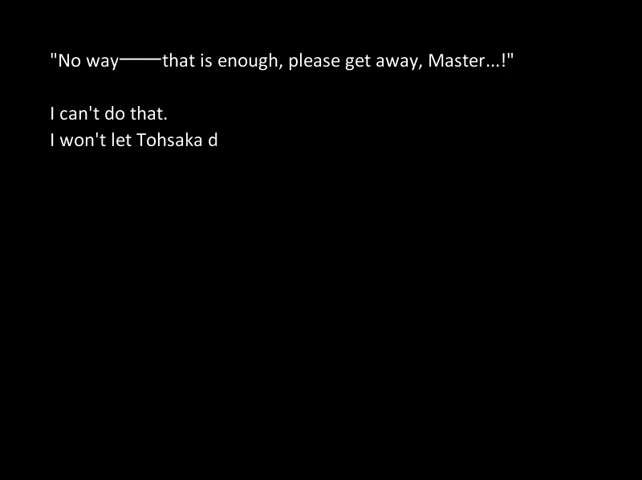 "No way───that is enough, please get away, Master...!"
I can't do that.
I won't let Tohsaka d